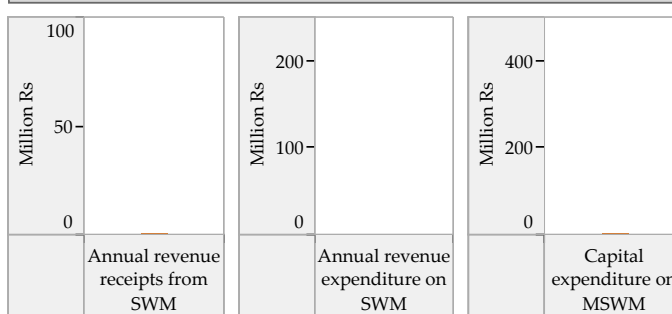 100
50
0
Million Rs
Annual revenue
receipts from
SWM
200
100
0
Million Rs
Annual revenue
expenditure on
SWM
400
200
0
Million Rs
Capital
expenditure on
MSWM